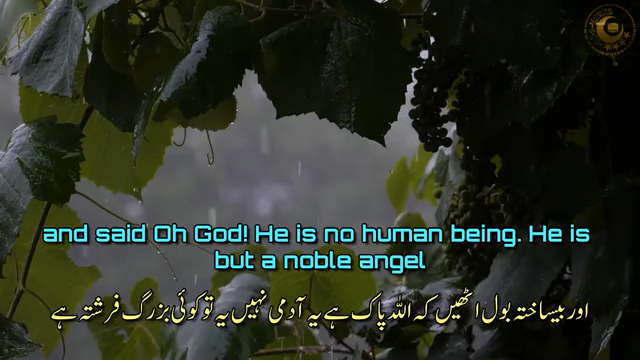 and said Oh God! He is no human being. He is
but a noble angel
اور بیساختہ بول اٹھیں کہ اللہ پاک ہے یہ آدمی نہیں یہ تو کوئی بزرگ فرشتہ ہے